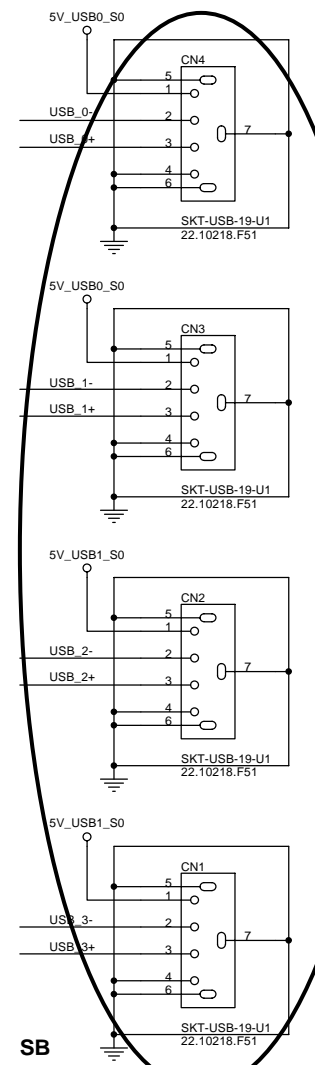 5V_USB0_S0
CN4
5
1
USB_0-
2
USB_0+
7
3
4
6
SKT-USB-19-U1
22.10218.F51
5V_USB0_S0
CN3
5
1
USB_1-
2
7
USB_1+
3
4
6
SKT-USB-19-U1
22.10218.F51
5V_USB1_S0
CN2
5
1
USB_2-
2
7
USB_2+
3
4
6
SKT-USB-19-U1
22.10218.F51
5V_USB1_S0
CN1
5
1
USB_3-
2
7
USB_3+
3
4
6
SKT-USB-19-U1
22.10218.F51
SB